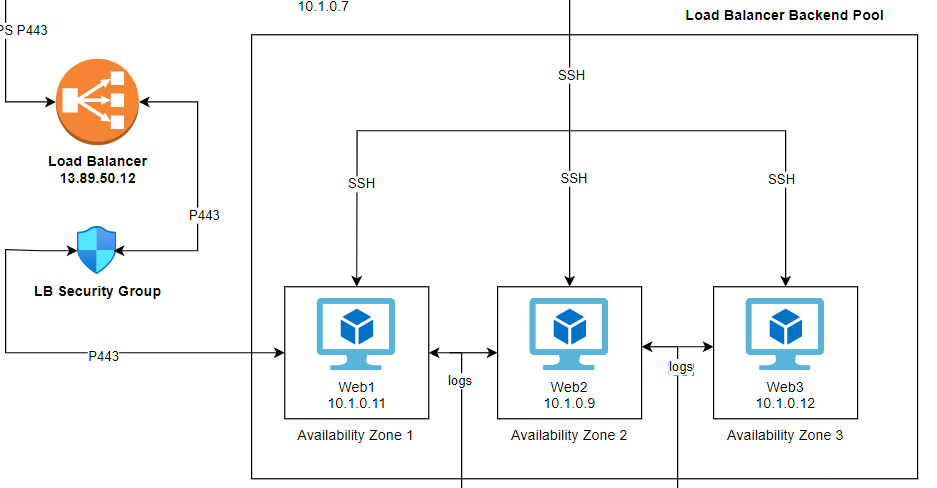 10.1.0.7
Load Balancer Backend Pool
PS P443
SSH
Load Balancer
13.89.50.12
SSH
SSH
SSH
P443
LB Security Group
P443
logs
logs
Web1
10.1.0.11
Web2
10.1.0.9
Web3
10.1.0.12
Availability Zone 1
Availability Zone 2
Availability Zone 3